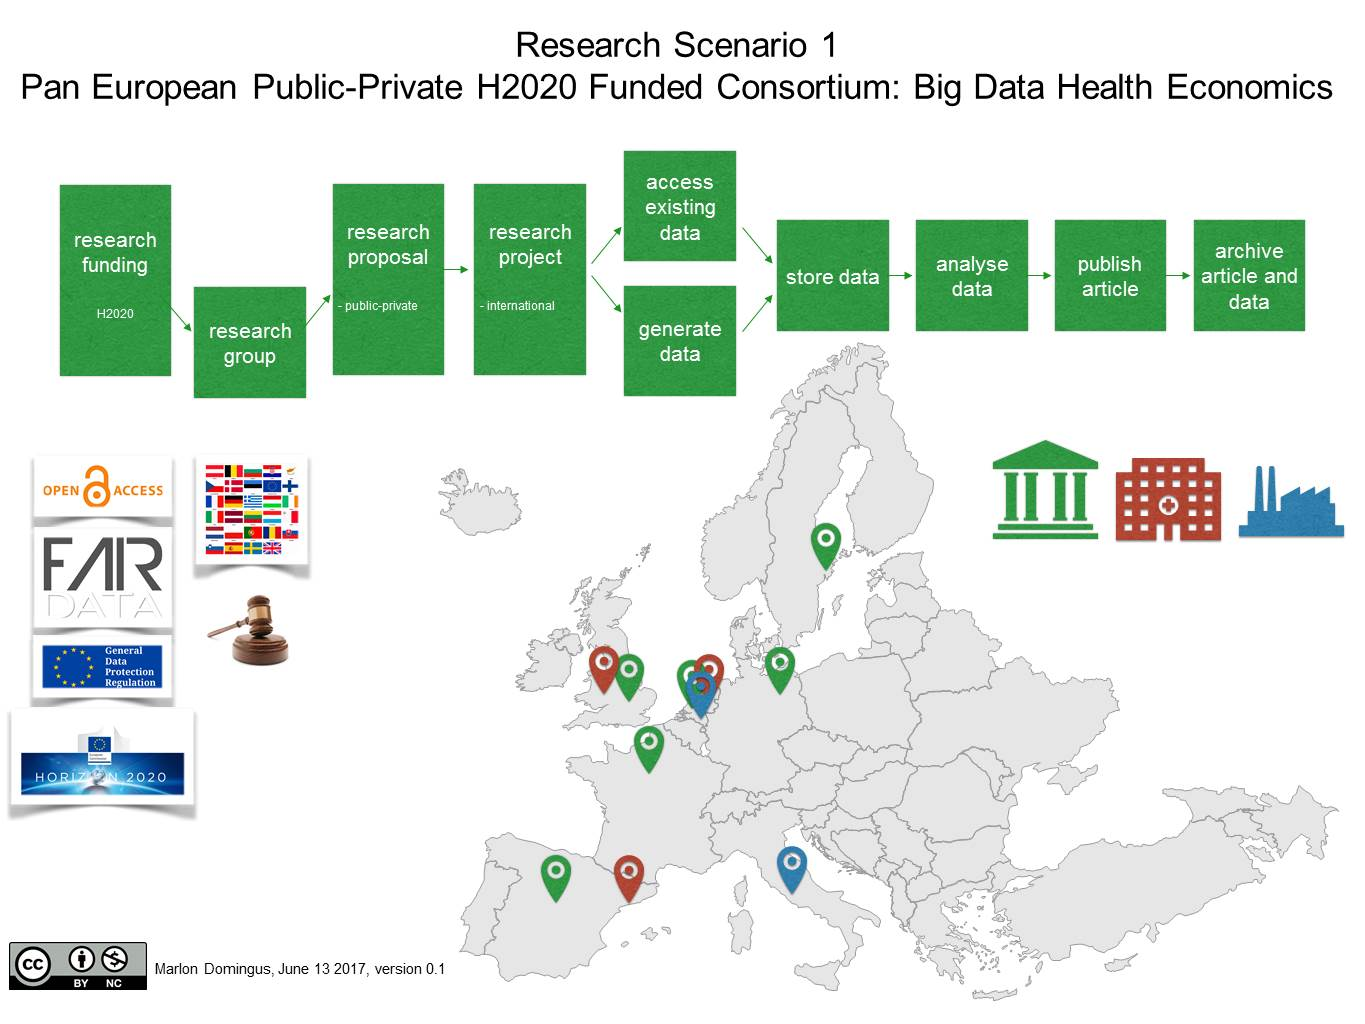 Research Scenario 1
Pan European Public-Private H2020 Funded Consortium: Big Data Health Economics
research
funding
H2020
research
group
research
proposal
- public-private
research
project
- international
access
existing
data
generate
data
store data
analyse
data
publish
article
archive
article and
data
OPEN ACCESS
FAIR
DATA
General
Data
Protection
Regulation
HORIZON 2020
cc
BY NC
Marlon Domingus, June 13 2017, version 0.1